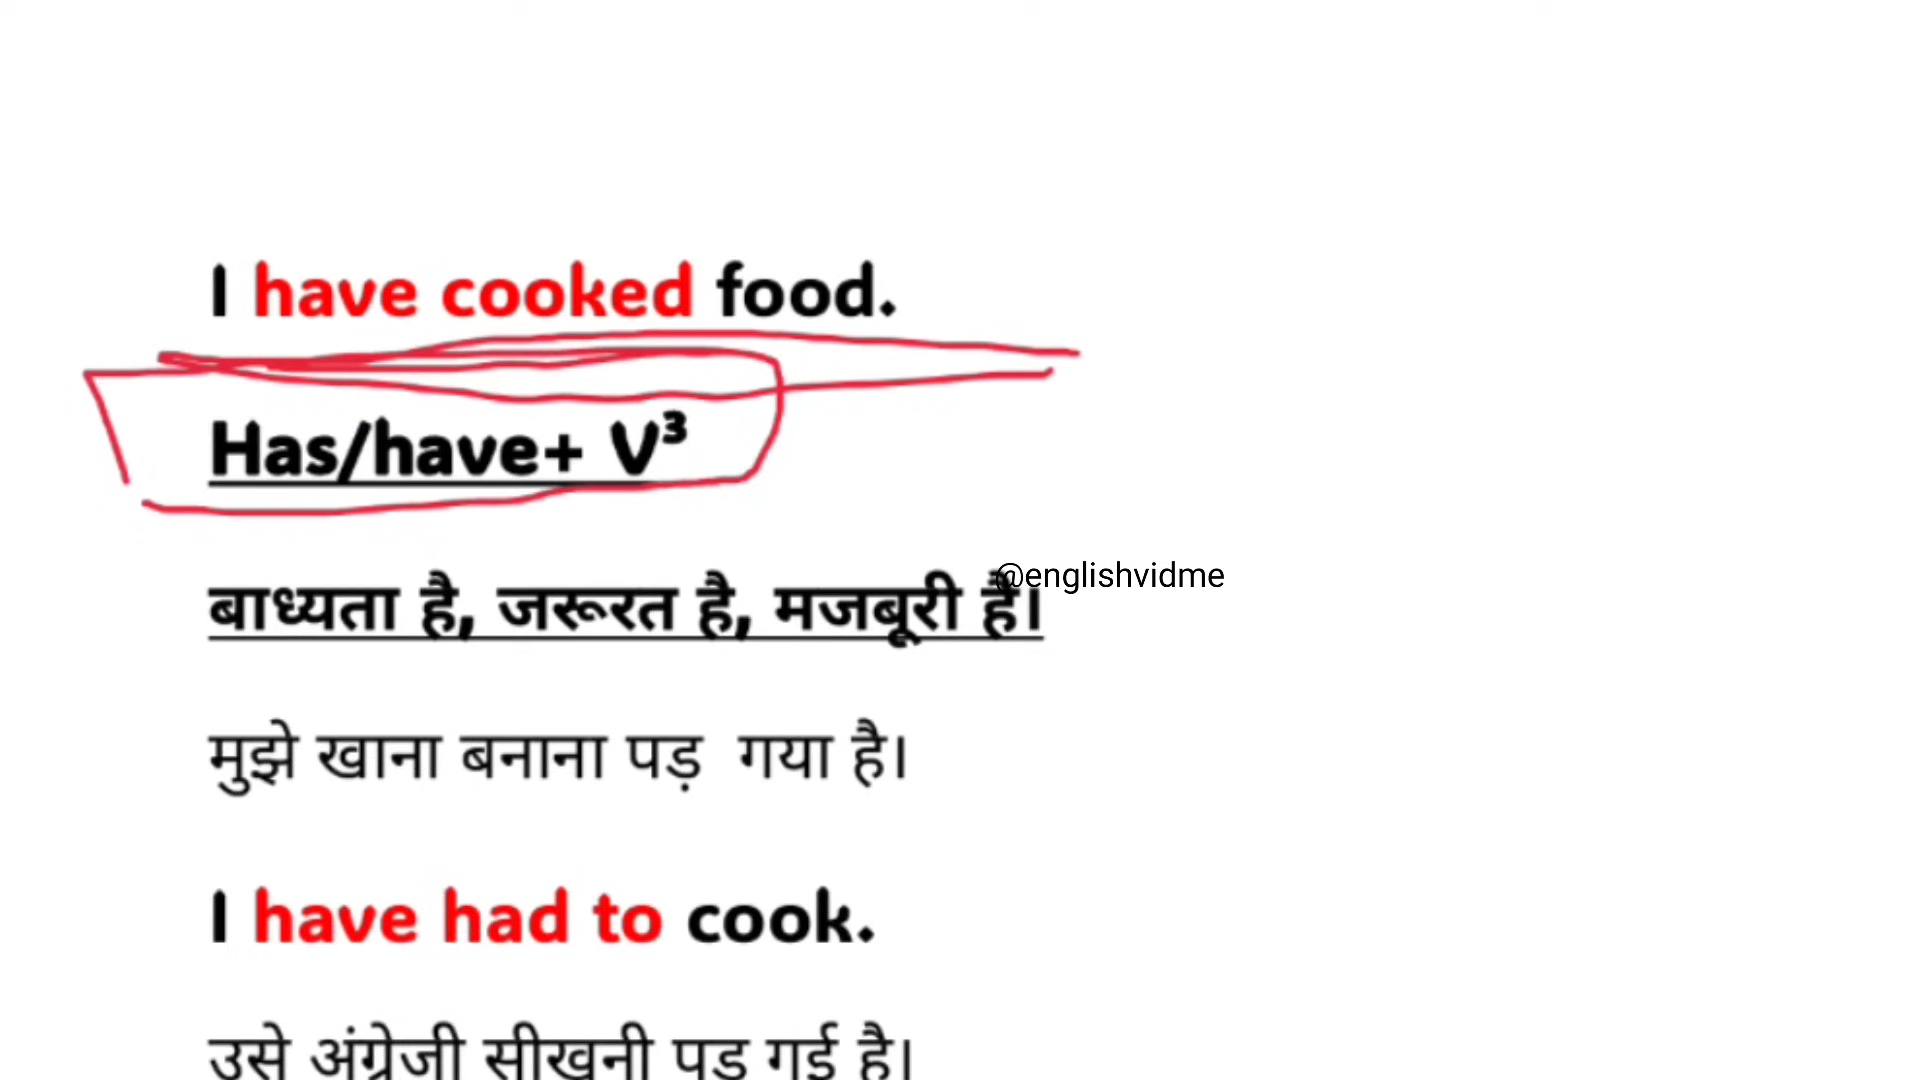 I have cooked food.
Has/have+ V³
बाध्यता है, जरूरत है, मजबूरी है।
@englishvidme
मुझे खाना बनाना पड़ गया है।
I have had to cook.
उसे अंग्रेजी सीखनी पड़ गई है।